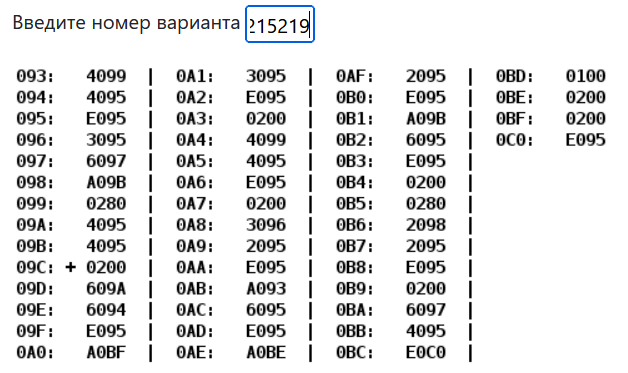 Введите номер варианта 215219
093: 4099 | 0A1: 3095 | 0AF: 2095 | 0BD: 0100
094: 4095 | 0A2: E095 | 0B0: E095 | 0BE: 0200
095: E095 | 0A3: 0200 | 0B1: A09B | 0BF: 0200
096: 3095 | 0A4: 4099 | 0B2: 6095 | 0C0: E095
097: 6097 | 0A5: 4095 | 0B3: E095 |
098: A09B | 0A6: E095 | 0B4: 0200 |
099: 0280 | 0A7: 0200 | 0B5: 0280 |
09A: 4095 | 0A8: 3096 | 0B6: 2098 |
09B: 4095 | 0A9: 2095 | 0B7: 2095 |
09C: + 0200 | 0AA: E095 | 0B8: E095 |
09D: 609A | 0AB: A093 | 0B9: 0200 |
09E: 6094 | 0AC: 6095 | 0BA: 6097 |
09F: E095 | 0AD: E095 | 0BB: 4095 |
0A0: A0BF | 0AE: A0BE | 0BC: E0C0 |